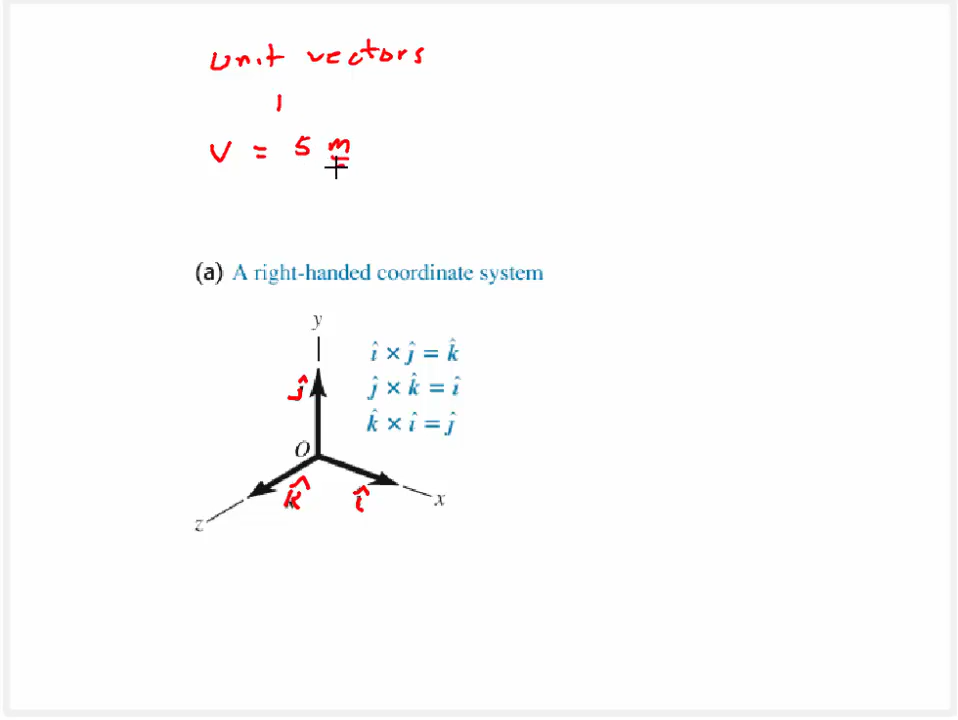 Unit vectors
1
V = 5 m
(a) A right-handed coordinate system
y
î × ĵ = k̂
ĵ
ĵ × k̂ = î
k̂ × î = ĵ
O
k̂ î
x
z